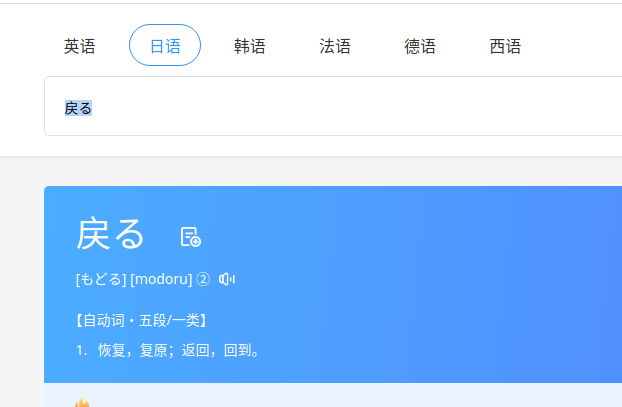 英语 日语 韩语 法语 德语 西语
戻る
戻る
[もどる] [modoru] ②
【自动词・五段/一类】
1. 恢复，复原；返回，回到。